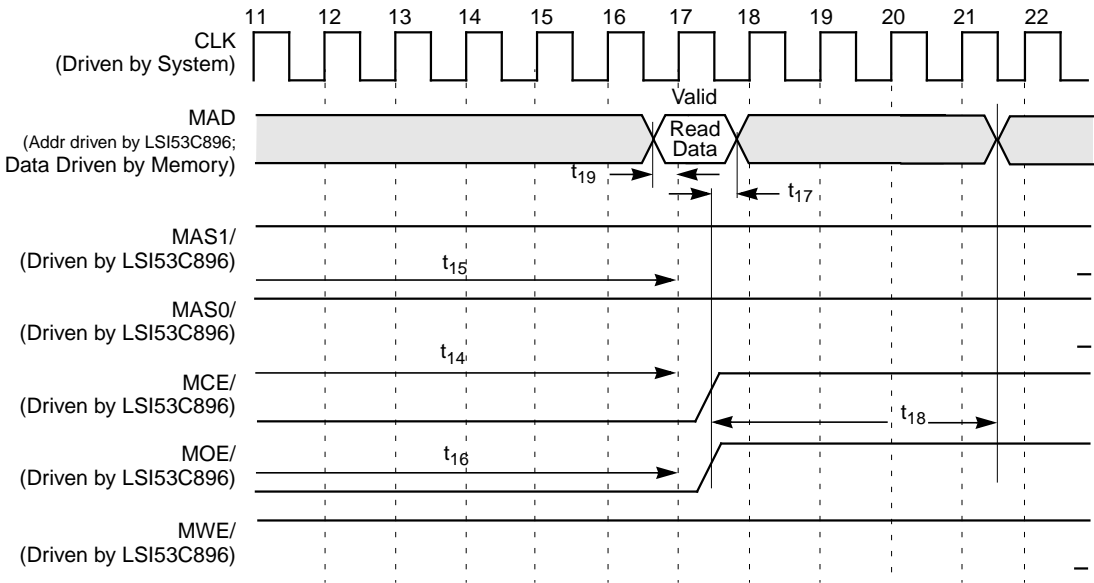 11 12 13 14 15 16 17 18 19 20 21 22
CLK
(Driven by System)
Valid
MAD
(Addr driven by LSI53C896;
Data Driven by Memory)
Read
Data
t19
t17
MAS1/
(Driven by LSI53C896)
t15
MAS0/
(Driven by LSI53C896)
t14
MCE/
(Driven by LSI53C896)
t18
MOE/
(Driven by LSI53C896)
t16
MWE/
(Driven by LSI53C896)